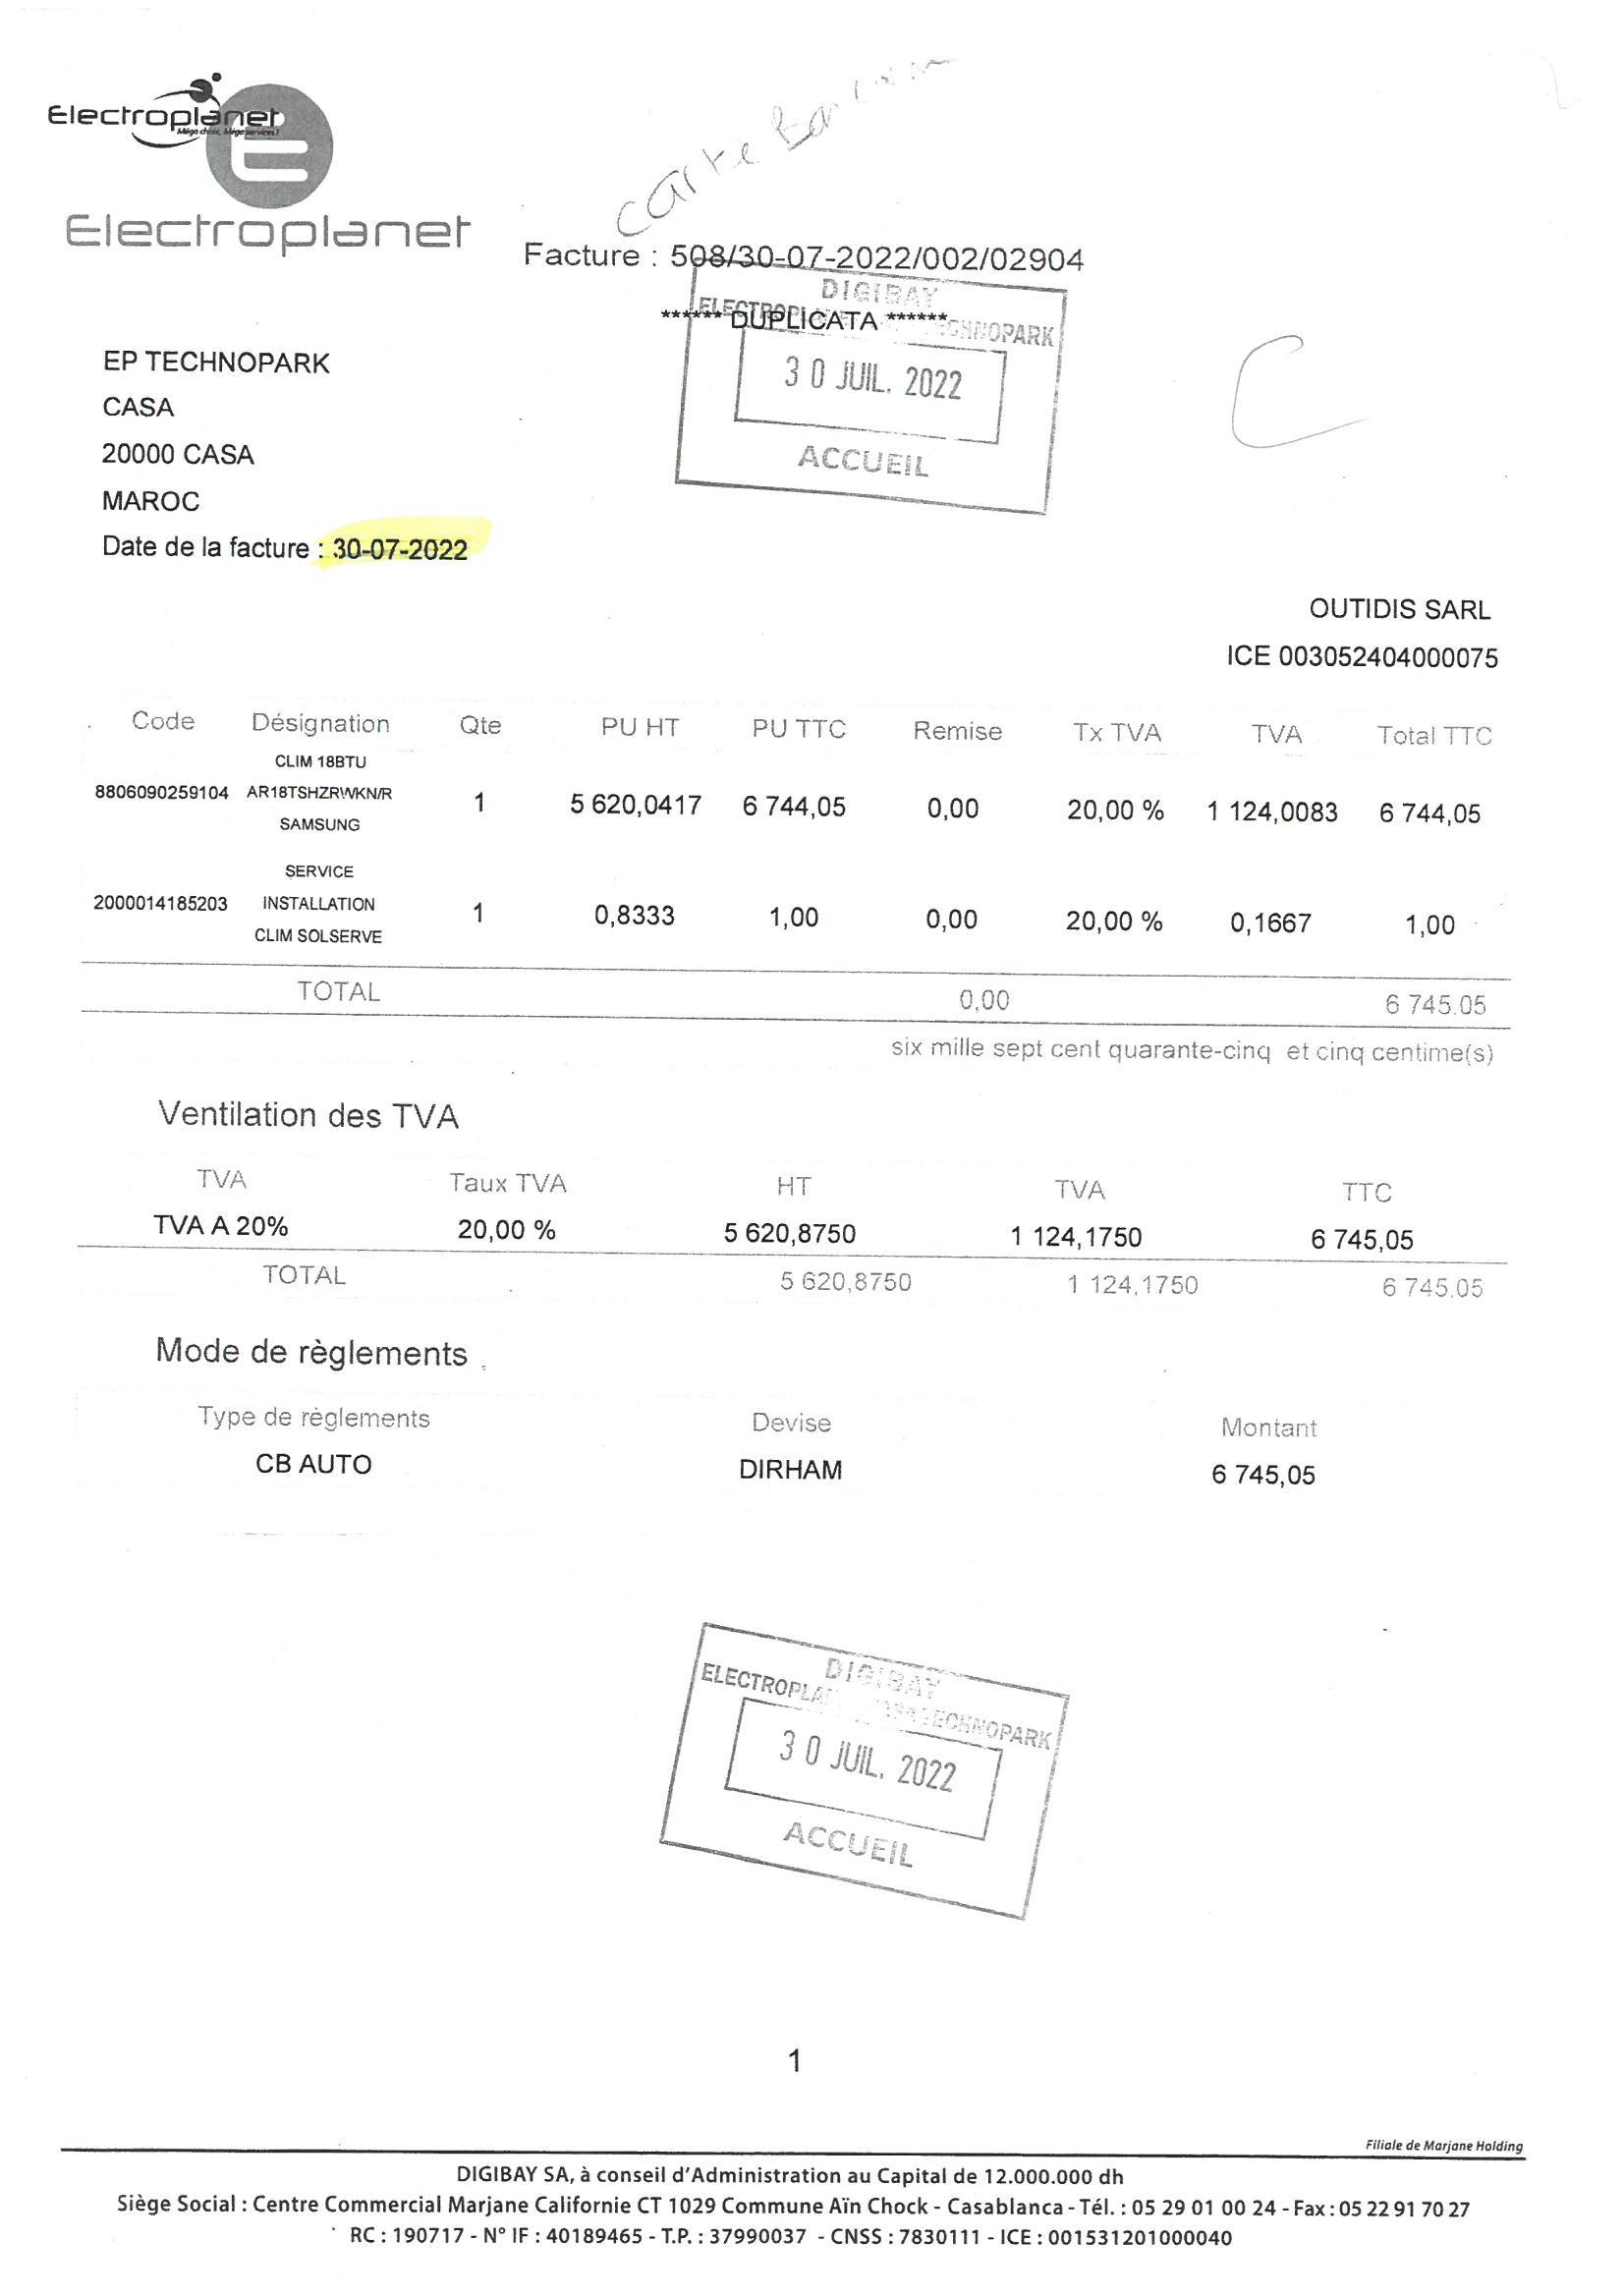 Electroplanet
Méga choix, Méga services !
Electroplanet
Carte
Facture : 508/30-07-2022/002/02904
DIGIBAY
ELECTROPLANET TECHNOPARK
****** DUPLICATA ******
30 JUIL. 2022
ACCUEIL
C
EP TECHNOPARK
CASA
20000 CASA
MAROC
Date de la facture : 30-07-2022
OUTIDIS SARL
ICE 003052404000075
Code Désignation Qte PU HT PU TTC Remise Tx TVA TVA Total TTC
CLIM 18BTU
8806090259104 AR18TSHZRWKN/R 1 5 620,0417 6 744,05 0,00 20,00 % 1 124,0083 6 744,05
SAMSUNG
SERVICE
2000014185203 INSTALLATION 1 0,8333 1,00 0,00 20,00 % 0,1667 1,00
CLIM SOLSERVE
TOTAL 0,00 6 745.05
six mille sept cent quarante-cinq et cinq centime(s)
Ventilation des TVA
TVA Taux TVA HT TVA TTC
TVA A 20% 20,00 % 5 620,8750 1 124,1750 6 745,05
TOTAL 5 620,8750 1 124,1750 6 745.05
Mode de règlements
Type de règlements Devise Montant
CB AUTO DIRHAM 6 745,05
DIGIBAY
ELECTROPLANET CASA TECHNOPARK
30 JUIL. 2022
ACCUEIL
1
Filiale de Marjane Holding
DIGIBAY SA, à conseil d'Administration au Capital de 12.000.000 dh
Siège Social : Centre Commercial Marjane Californie CT 1029 Commune Aïn Chock - Casablanca - Tél. : 05 29 01 00 24 - Fax : 05 22 91 70 27
RC : 190717 - N° IF : 40189465 - T.P. : 37990037 - CNSS : 7830111 - ICE : 001531201000040